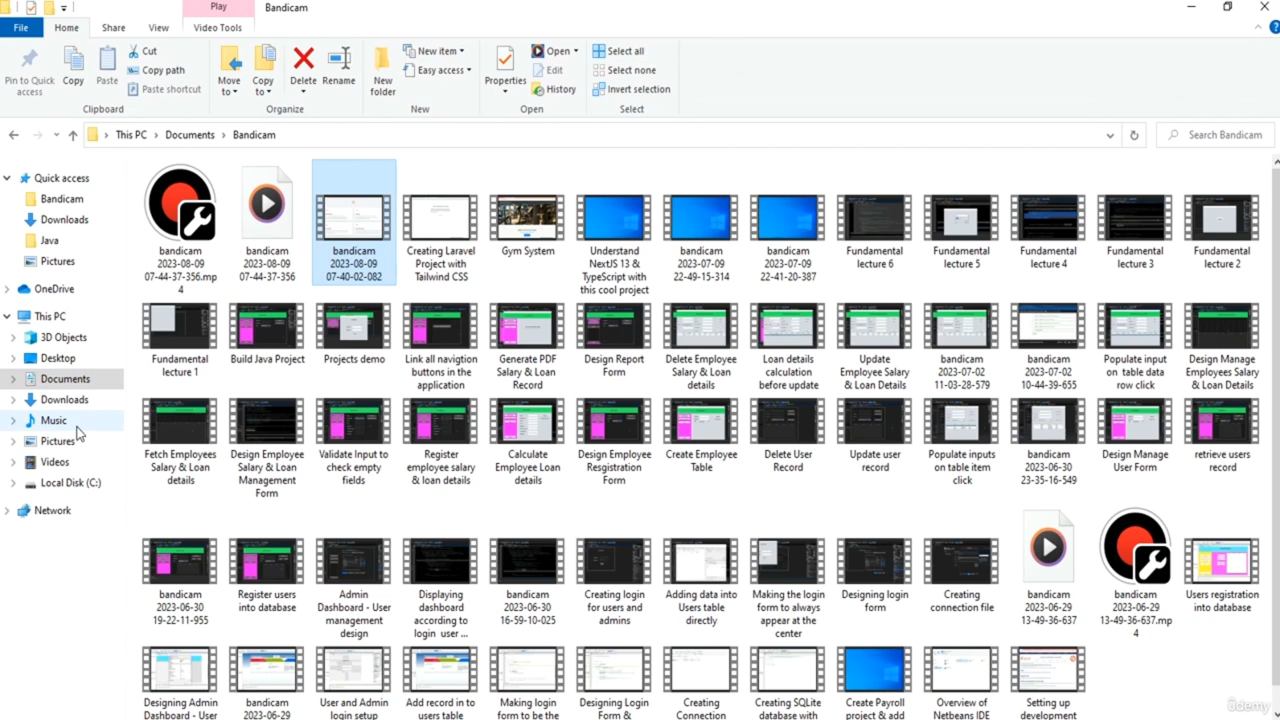 Play
Bandicam
File
Home
Share
View
Video Tools
Pin to Quick
access
Copy
Paste
Cut
Copy path
Paste shortcut
Clipboard
Move
to
Copy
to
Delete
Rename
Organize
New
folder
New item
Easy access
New
Properties
Open
Edit
History
Open
Select all
Select none
Invert selection
Select
This PC > Documents > Bandicam
Search Bandicam
Quick access
Bandicam
Downloads
Java
Pictures
OneDrive
This PC
3D Objects
Desktop
Documents
Downloads
Music
Pictures
Videos
Local Disk (C:)
Network
bandicam
2023-08-09
07-44-37-356.mp
4
bandicam
2023-08-09
07-44-37-356
bandicam
2023-08-09
07-40-02-082
Creating Laravel
Project with
Tailwind CSS
Gym System
Understand
NextJS 13 &
TypeScript with
this cool project
bandicam
2023-07-09
22-49-15-314
bandicam
2023-07-09
22-41-20-387
Fundamental
lecture 6
Fundamental
lecture 5
Fundamental
lecture 4
Fundamental
lecture 3
Fundamental
lecture 2
Fundamental
lecture 1
Build Java Project
Projects demo
Link all navigtion
buttons in the
application
Generate PDF
Salary & Loan
Record
Design Report
Form
Delete Employee
Salary & Loan
details
Loan details
calculation
before update
Update
Employee Salary
& Loan Details
bandicam
2023-07-02
11-03-28-579
bandicam
2023-07-02
10-44-39-655
Populate input
on table data
row click
Design Manage
Employees Salary
& Loan Details
Fetch Employees
Salary & Loan
details
Design Employee
Salary & Loan
Management
Form
Validate Input to
check empty
fields
Register
employee salary
& loan details
Calculate
Employee Loan
details
Design Employee
Resgistration
Form
Create Employee
Table
Delete User
Record
Update user
record
Populate inputs
on table item
click
bandicam
2023-06-30
23-35-16-549
Design Manage
User Form
retrieve users
record
bandicam
2023-06-30
19-22-11-955
Register users
into database
Admin
Dashboard - User
management
design
Displaying
dashboard
according to
login user ...
bandicam
2023-06-30
16-59-10-025
Creating login
for users and
admins
Adding data into
Users table
directly
Making the login
form to always
appear at the
center
Designing login
form
Creating
connection file
bandicam
2023-06-29
13-49-36-637
bandicam
2023-06-29
13-49-36-637.mp
4
Users registration
into database
Designing Admin
Dashboard - User
bandicam
2023-06-29
User and Admin
login setup
Add record in to
users table
Making login
form to be the
Designing Login
Form &
Creating
Connection
Creating SQLite
database with
Create Payroll
project & add
Overview of
Netbeans IDE
Setting up
development
ûdemy